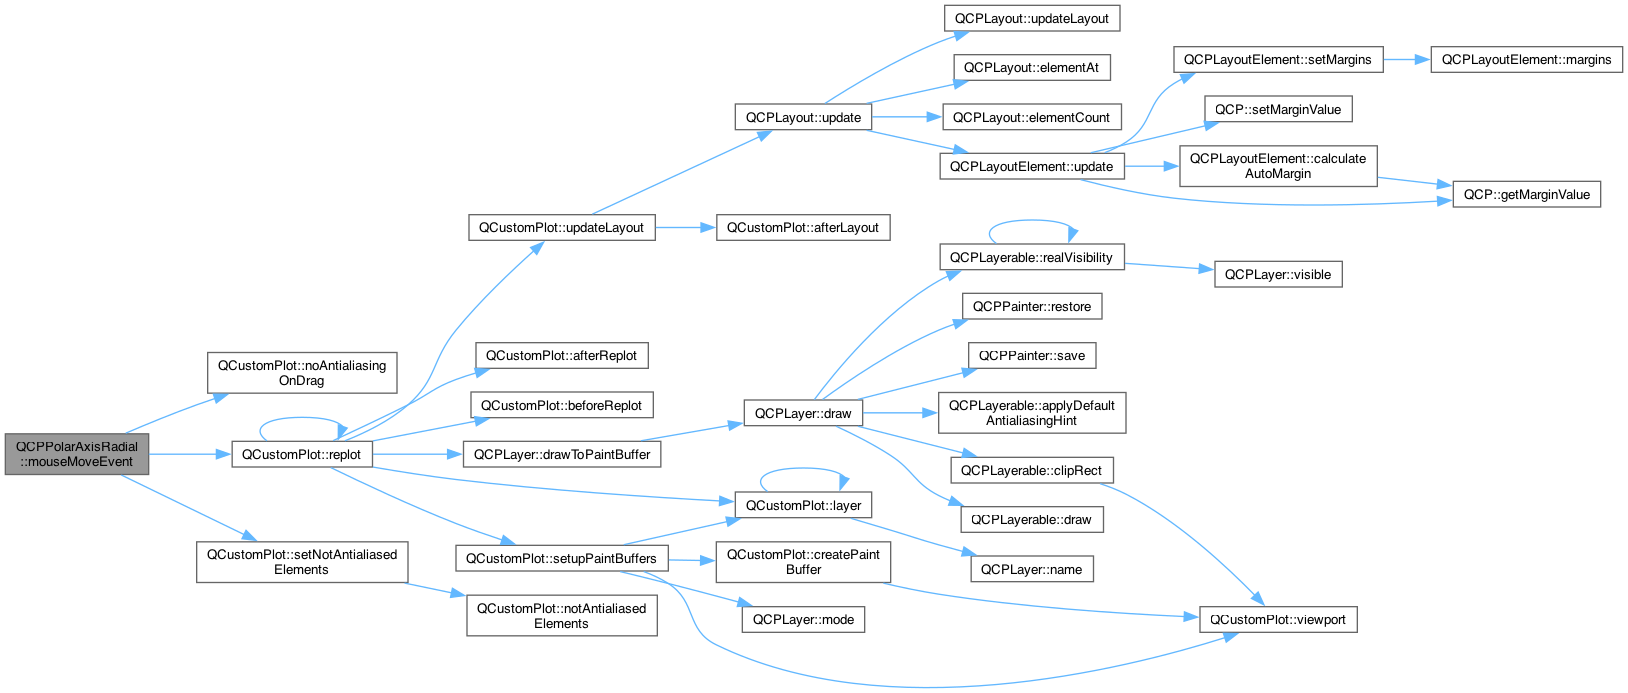 QCPPolarAxisRadial
::mouseMoveEvent
QCustomPlot::noAntialiasing
OnDrag
QCustomPlot::replot
QCustomPlot::setNotAntialiased
Elements
QCustomPlot::updateLayout
QCustomPlot::afterReplot
QCustomPlot::beforeReplot
QCPLayer::drawToPaintBuffer
QCustomPlot::setupPaintBuffers
QCustomPlot::notAntialiased
Elements
QCPLayout::update
QCustomPlot::afterLayout
QCPLayer::draw
QCustomPlot::layer
QCustomPlot::createPaint
Buffer
QCPLayer::mode
QCPLayout::updateLayout
QCPLayout::elementAt
QCPLayout::elementCount
QCPLayoutElement::update
QCPLayerable::realVisibility
QCPPainter::restore
QCPPainter::save
QCPLayerable::applyDefault
AntialiasingHint
QCPLayerable::clipRect
QCPLayerable::draw
QCPLayer::name
QCPLayoutElement::setMargins
QCP::setMarginValue
QCPLayoutElement::calculate
AutoMargin
QCPLayer::visible
QCustomPlot::viewport
QCPLayoutElement::margins
QCP::getMarginValue